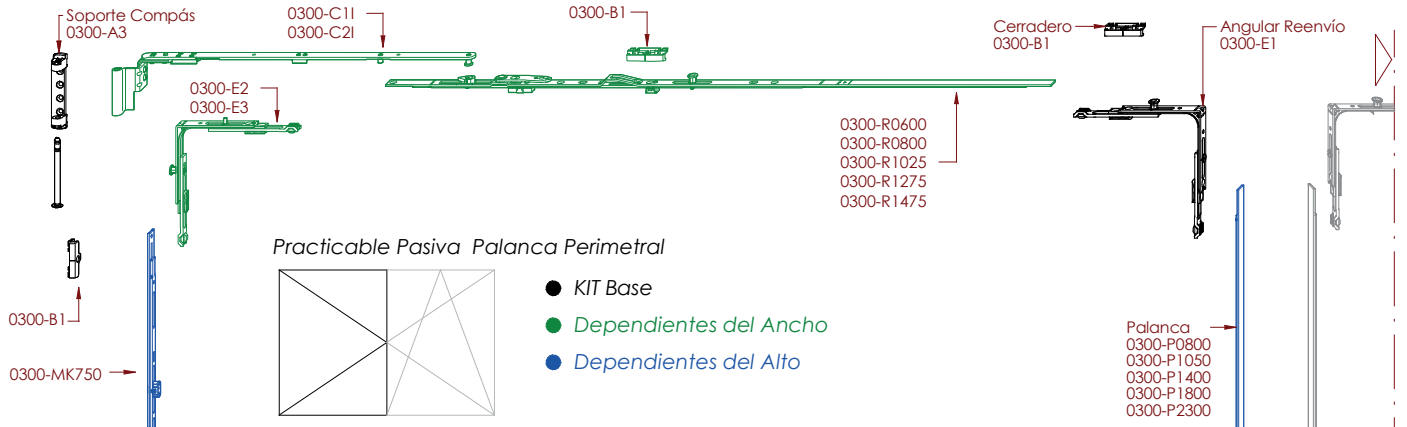 Soporte Compás
0300-A3
0300-C1I
0300-C2I
0300-B1
Cerradero
0300-B1
Angular Reenvío
0300-E1
0300-E2
0300-E3
0300-R0600
0300-R0800
0300-R1025
0300-R1275
0300-R1475
Practicable Pasiva Palanca Perimetral
KIT Base
Dependientes del Ancho
Dependientes del Alto
0300-B1
0300-MK750
Palanca
0300-P0800
0300-P1050
0300-P1400
0300-P1800
0300-P2300